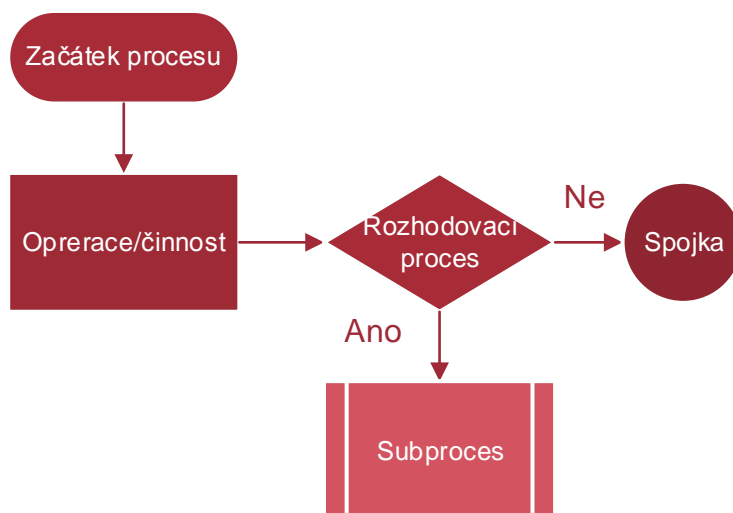 Začátek procesu
Oprerace/činnost
Rozhodovací
proces
Ne
Spojka
Ano
Subproces